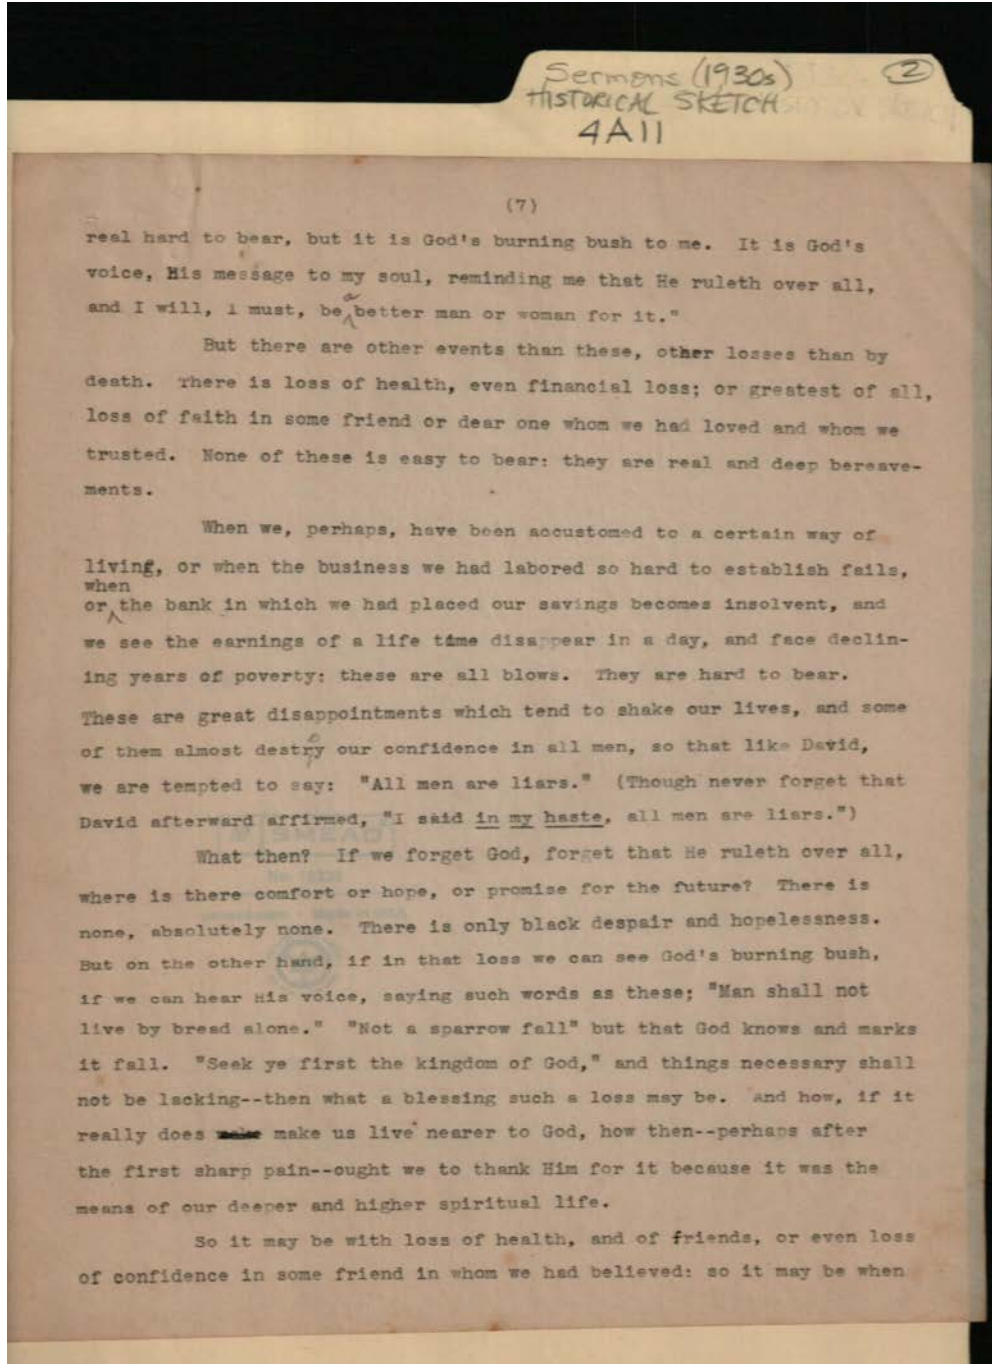 Sermons (1930s) 2
HISTORICAL SKETCH
4A11
(7)
real hard to bear, but it is God's burning bush to me. It is God's
voice, His message to my soul, reminding me that He ruleth over all,
and I will, I must, be a better man or woman for it."
But there are other events than these, other losses than by
death. There is loss of health, even financial loss; or greatest of all,
loss of faith in some friend or dear one whom we had loved and whom we
trusted. None of these is easy to bear: they are real and deep bereave-
ments.
When we, perhaps, have been accustomed to a certain way of
living, or when the business we had labored so hard to establish fails,
when
or the bank in which we had placed our savings becomes insolvent, and
we see the earnings of a life time disappear in a day, and face declin-
ing years of poverty: these are all blows. They are hard to bear.
These are great disappointments which tend to shake our lives, and some
of them almost destroy our confidence in all men, so that like David,
we are tempted to say: "All men are liars." (Though never forget that
David afterward affirmed, "I said in my haste, all men are liars.")
SMEAD
What then? If we forget God, forget that He ruleth over all,
where is there comfort or hope, or promise for the future? There is
none, absolutely none. There is only black despair and hopelessness.
But on the other hand, if in that loss we can see God's burning bush,
if we can hear His voice, saying such words as these; "Man shall not
live by bread alone." "Not a sparrow fall" but that God knows and marks
it fall. "Seek ye first the kingdom of God," and things necessary shall
not be lacking--then what a blessing such a loss may be. And how, if it
really does make us live nearer to God, how then--perhaps after
the first sharp pain--ought we to thank Him for it because it was the
means of our deeper and higher spiritual life.
So it may be with loss of health, and of friends, or even loss
of confidence in some friend in whom we had believed: so it may be when